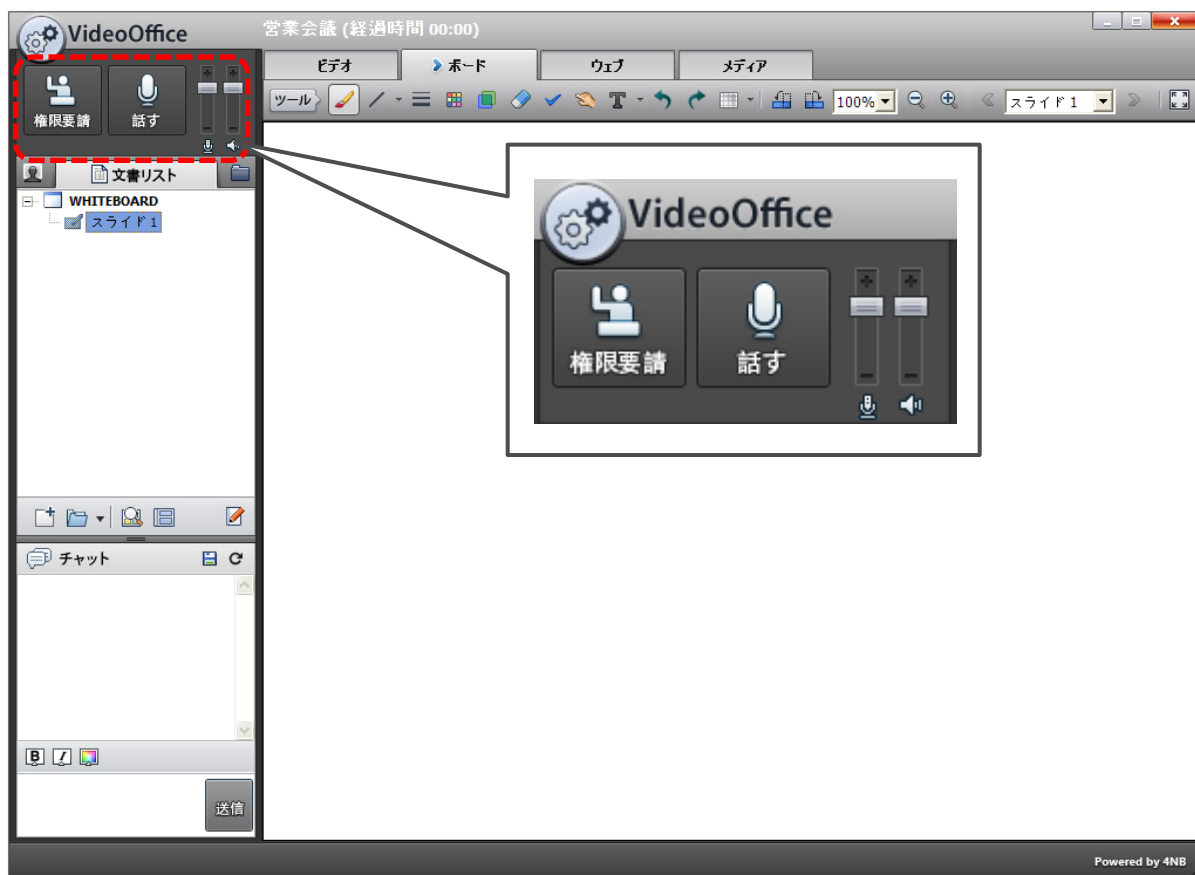 VideoOffice
営業会議 (経過時間 00:00)
ビデオ
ボード
ウェブ
メディア
権限要請
話す
ツール
T
100%
スライド 1
文書リスト
WHITEBOARD
スライド 1
VideoOffice
権限要請
話す
チャット
B I
送信
Powered by 4NB